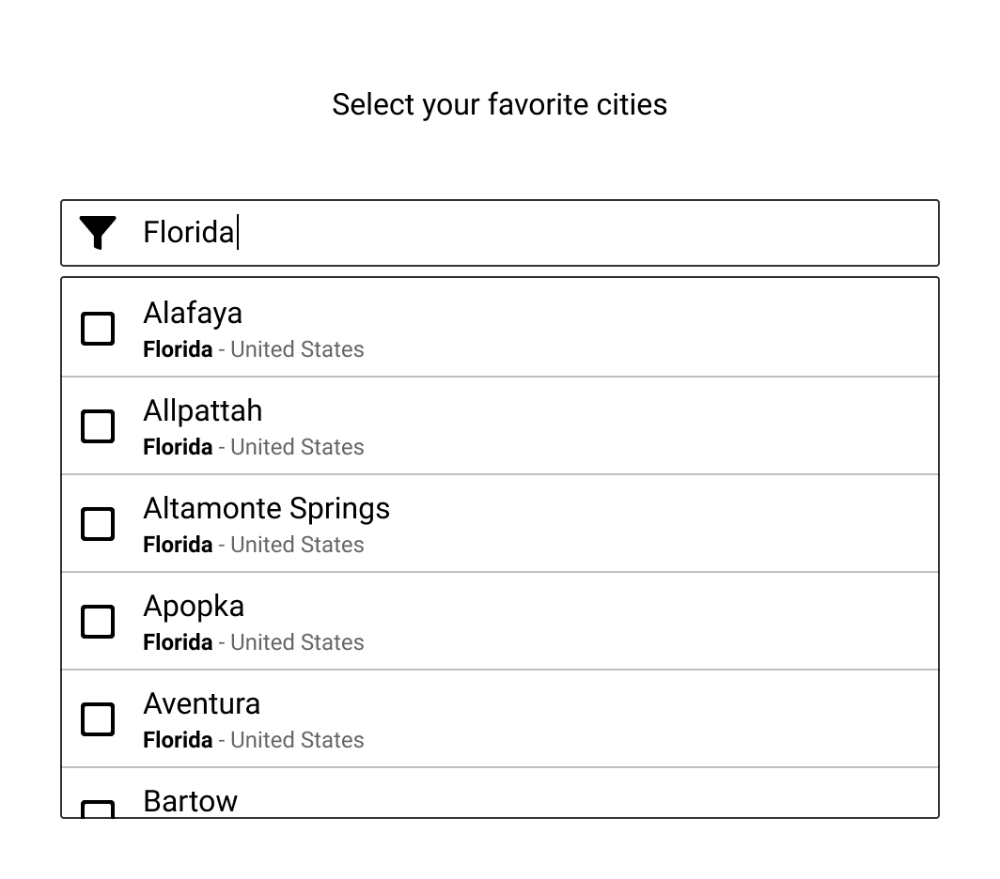 Select your favorite cities
Florida
Alafaya
Florida - United States
Allpattah
Florida - United States
Altamonte Springs
Florida - United States
Apopka
Florida - United States
Aventura
Florida - United States
Bartow